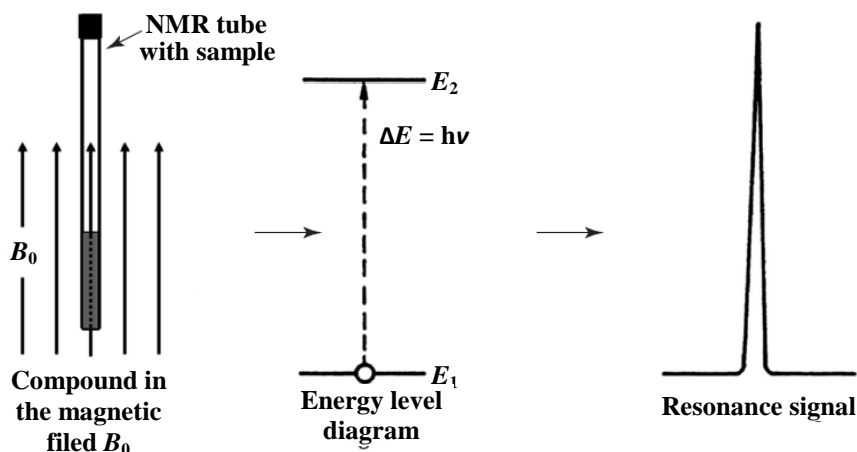 NMR tube
with sample
E₂
ΔE = hν
B₀
E₁
Compound in
the magnetic
filed B₀
Energy level
diagram
Resonance signal